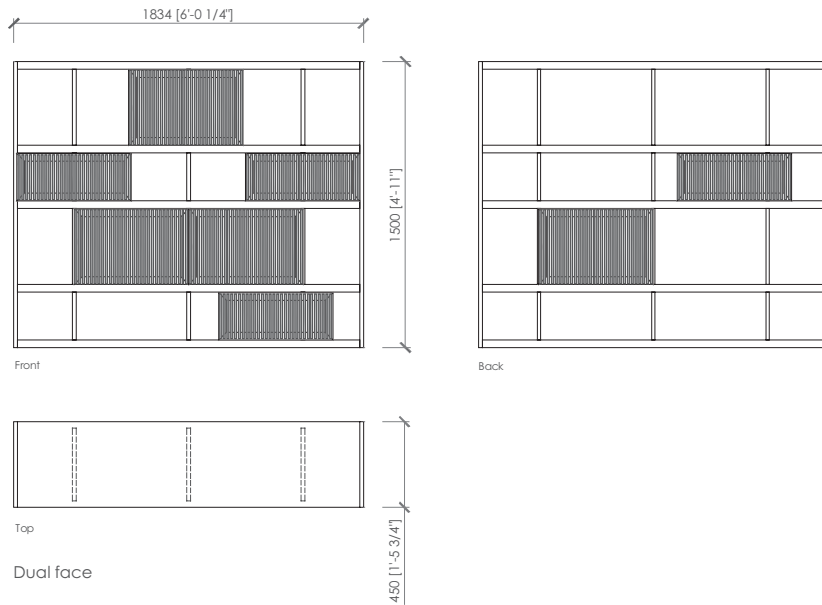 1834 [6'-0 1/4"]
1500 [4'-11"]
Front
Back
Top
450 [1'-5 3/4"]
Dual face